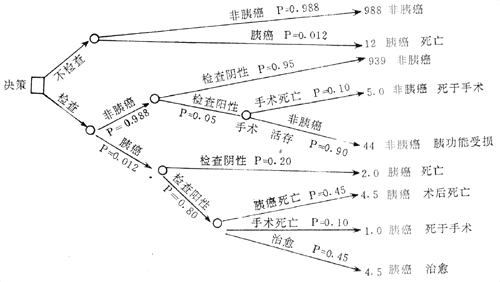 非胰癌 P=0.988 988 非胰癌
胰癌 P=0.012 12 胰癌 死亡
不检查
决策
检查阴性 P=0.95 939 非胰癌
非胰癌
P=0.988
手术死亡 P=0.10 5.0 非胰癌 死于手术
检查阳性
P=0.05
手术 活存
非胰癌
P=0.90 44 非胰癌 胰功能受损
检查
胰癌
P=0.012
检查阴性 P=0.20 2.0 胰癌 死亡
检查阳性
P=0.80
胰癌死亡 P=0.45 4.5 胰癌 术后死亡
手术死亡 P=0.10 1.0 胰癌 死于手术
治愈 P=0.45 4.5 胰癌 治愈